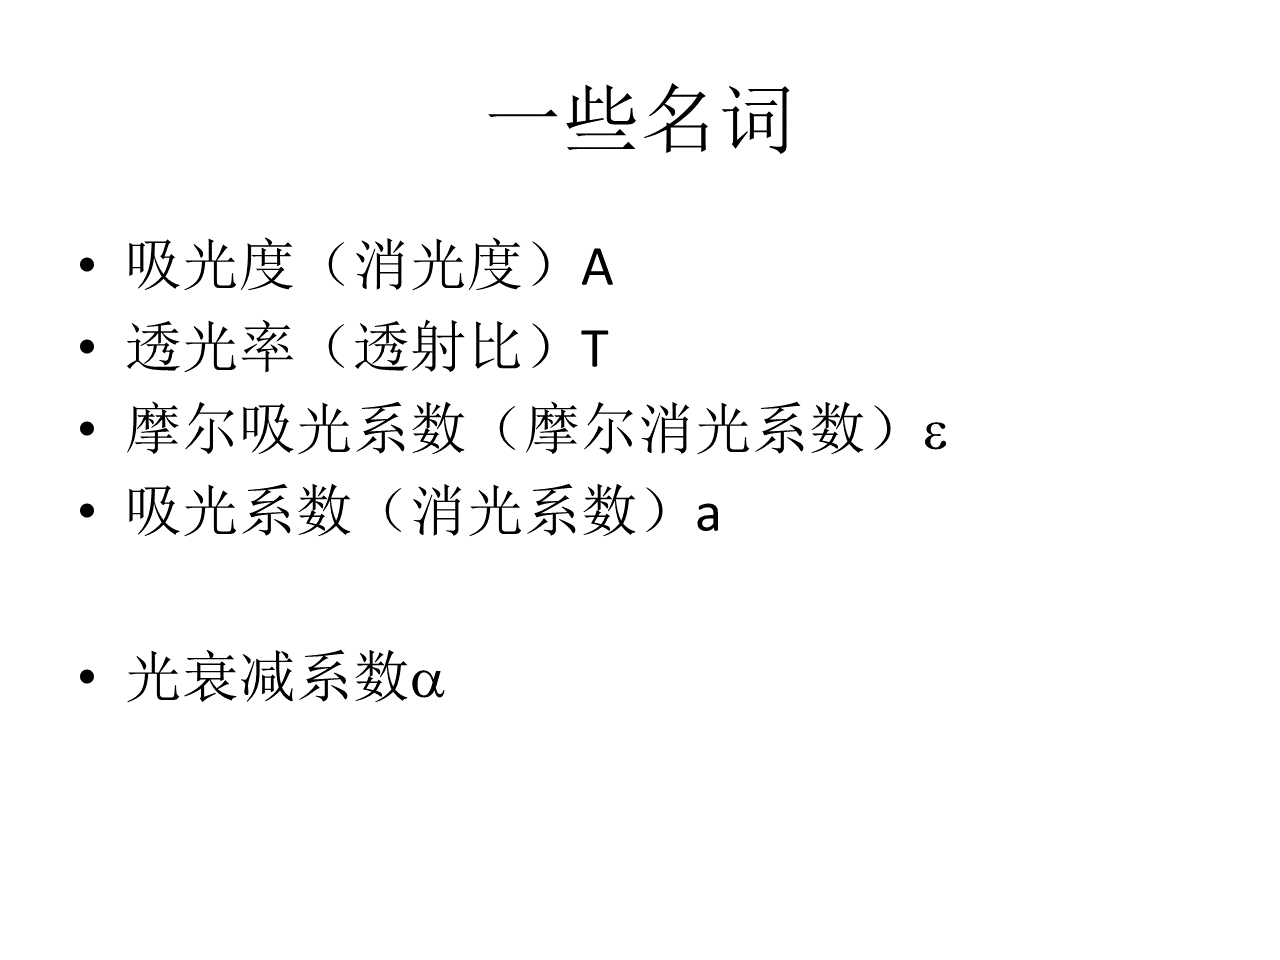 一些名词
• 吸光度（消光度）A
• 透光率（透射比）T
• 摩尔吸光系数（摩尔消光系数）ε
• 吸光系数（消光系数）a
• 光衰减系数α